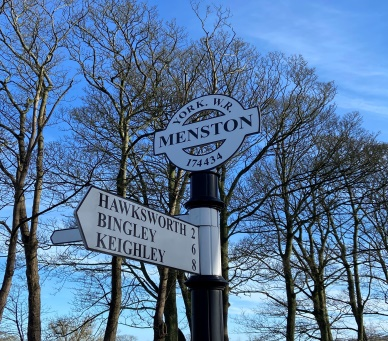 YORK. W.R.
MENSTON
174434
HAWKSWORTH 2
BINGLEY 6
KEIGHLEY 8